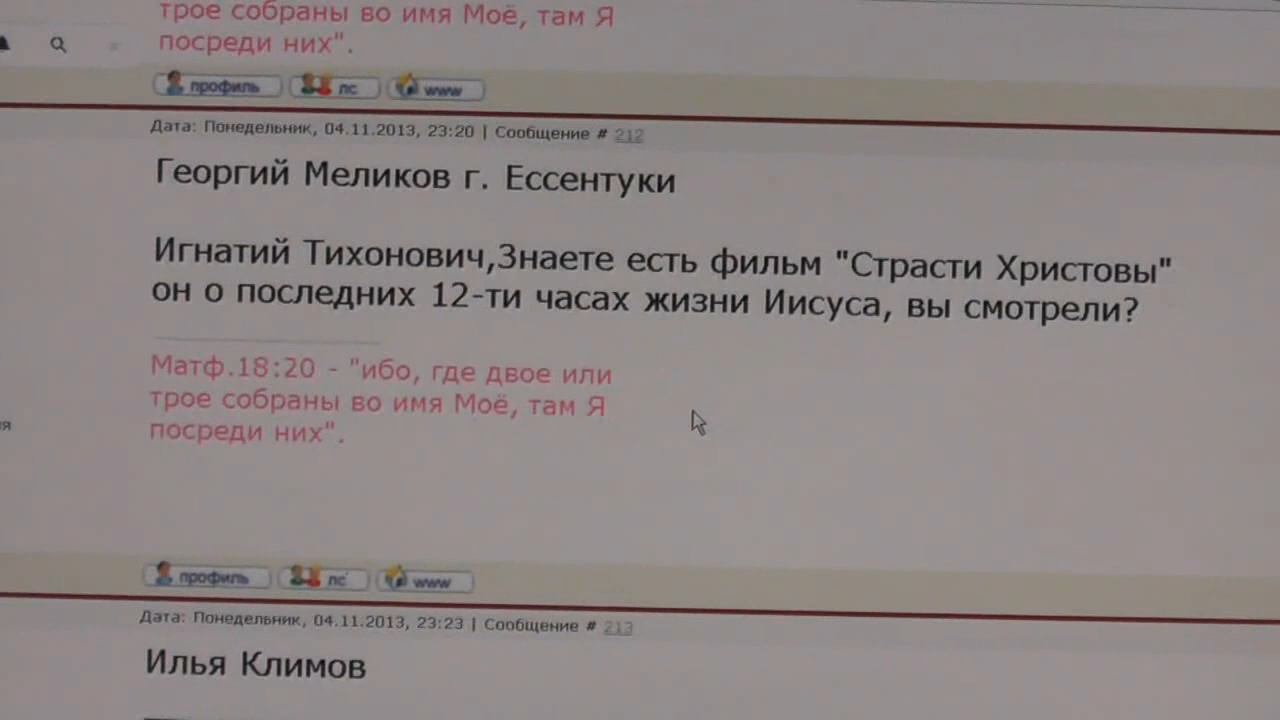 трое собраны во имя Моё, там Я
посреди них".
профиль лс www
Дата: Понедельник, 04.11.2013, 23:20 | Сообщение # 212
Георгий Меликов г. Ессентуки
Игнатий Тихонович,Знаете есть фильм "Страсти Христовы"
он о последних 12-ти часах жизни Иисуса, вы смотрели?
Матф.18:20 - "ибо, где двое или
трое собраны во имя Моё, там Я
посреди них".
профиль лс www
Дата: Понедельник, 04.11.2013, 23:23 | Сообщение # 213
Илья Климов